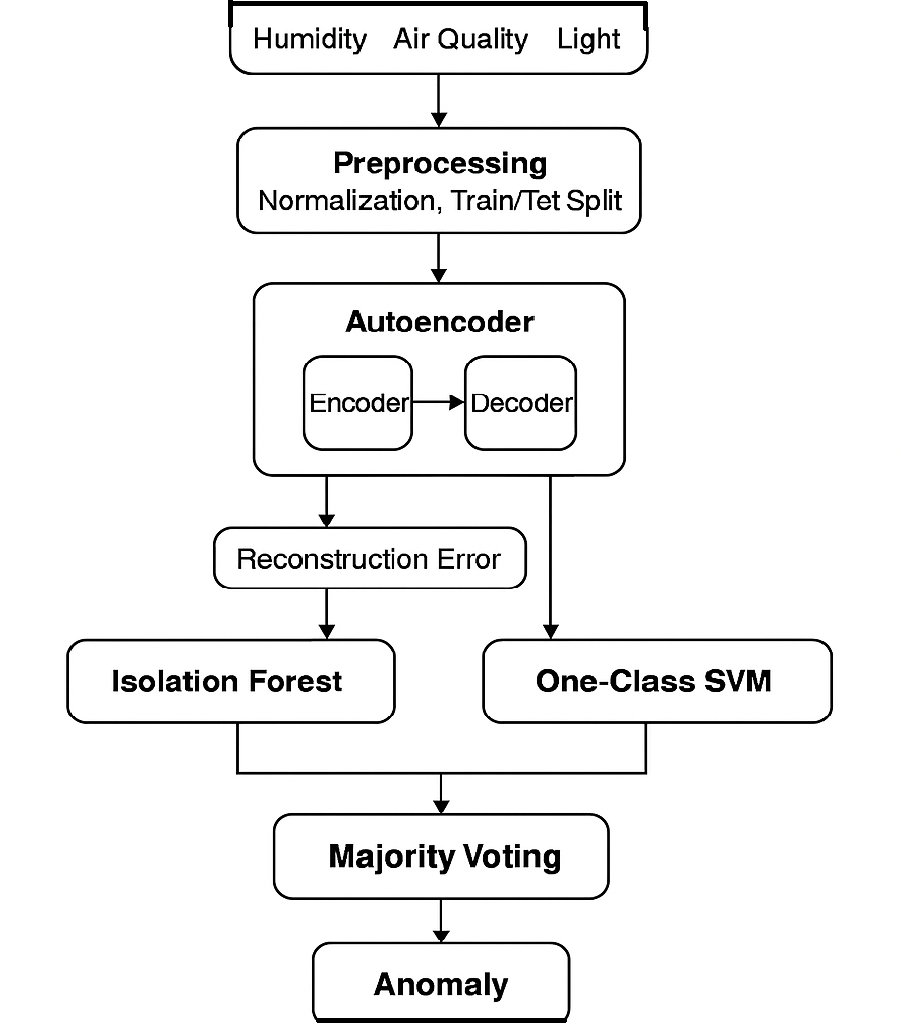 Humidity Air Quality Light
Preprocessing
Normalization, Train/Tet Split
Autoencoder
Encoder Decoder
Reconstruction Error
Isolation Forest One-Class SVM
Majority Voting
Anomaly